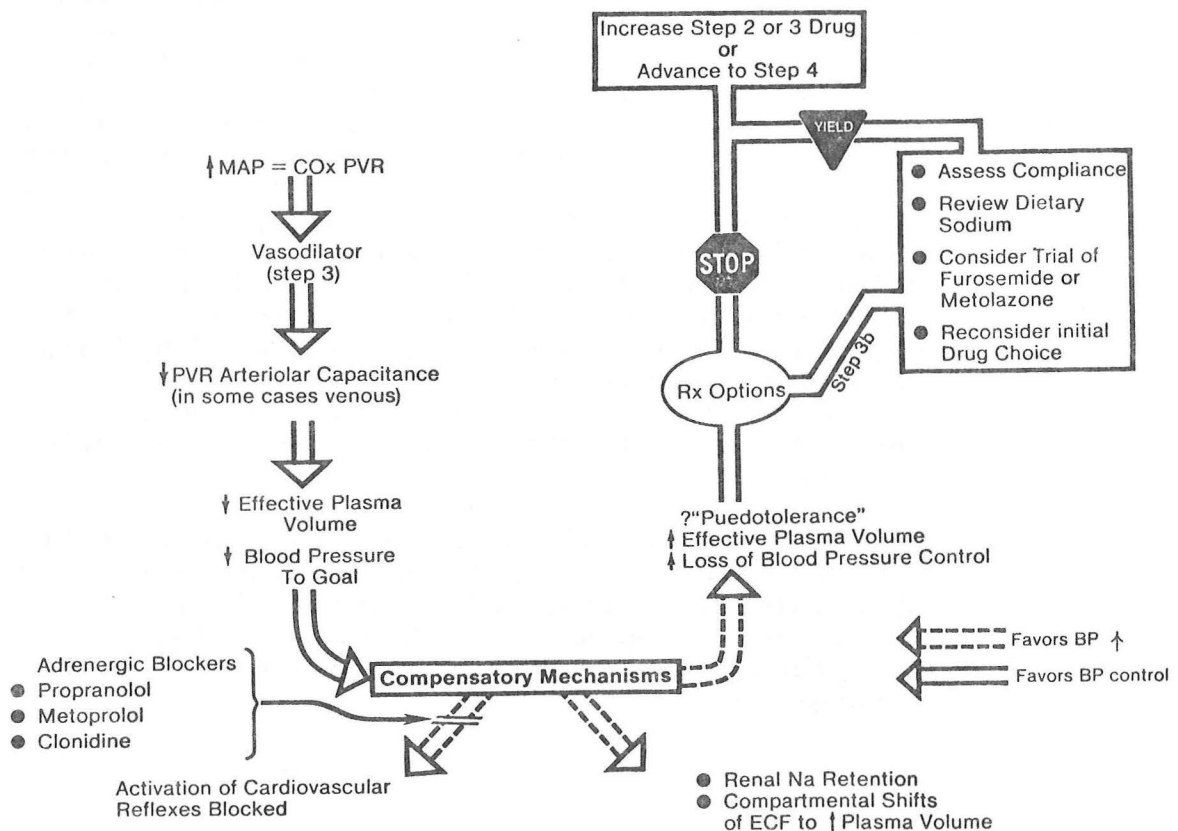 Increase Step 2 or 3 Drug
or
Advance to Step 4
YIELD
● Assess Compliance
● Review Dietary
Sodium
● Consider Trial of
Furosemide or
Metolazone
● Reconsider initial
Drug Choice
STOP
Step 3b
Rx Options
↑ MAP = COx PVR
Vasodilator
(step 3)
↓ PVR Arteriolar Capacitance
(in some cases venous)
↓ Effective Plasma
Volume
↓ Blood Pressure
To Goal
?"Puedotolerance"
↑ Effective Plasma Volume
↑ Loss of Blood Pressure Control
Favors BP ↑
Favors BP control
Compensatory Mechanisms
Adrenergic Blockers
● Propranolol
● Metoprolol
● Clonidine
Activation of Cardiovascular
Reflexes Blocked
● Renal Na Retention
● Compartmental Shifts
of ECF to ↑ Plasma Volume